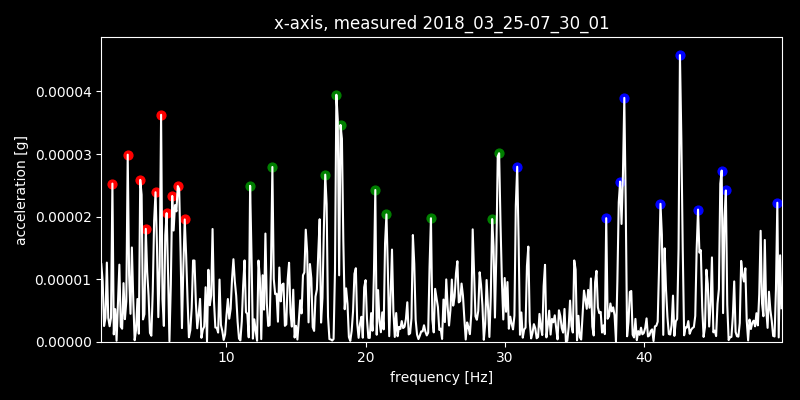 x-axis, measured 2018_03_25-07_30_01
acceleration [g]
0.00004
0.00003
0.00002
0.00001
0.00000
10 20 30 40
frequency [Hz]